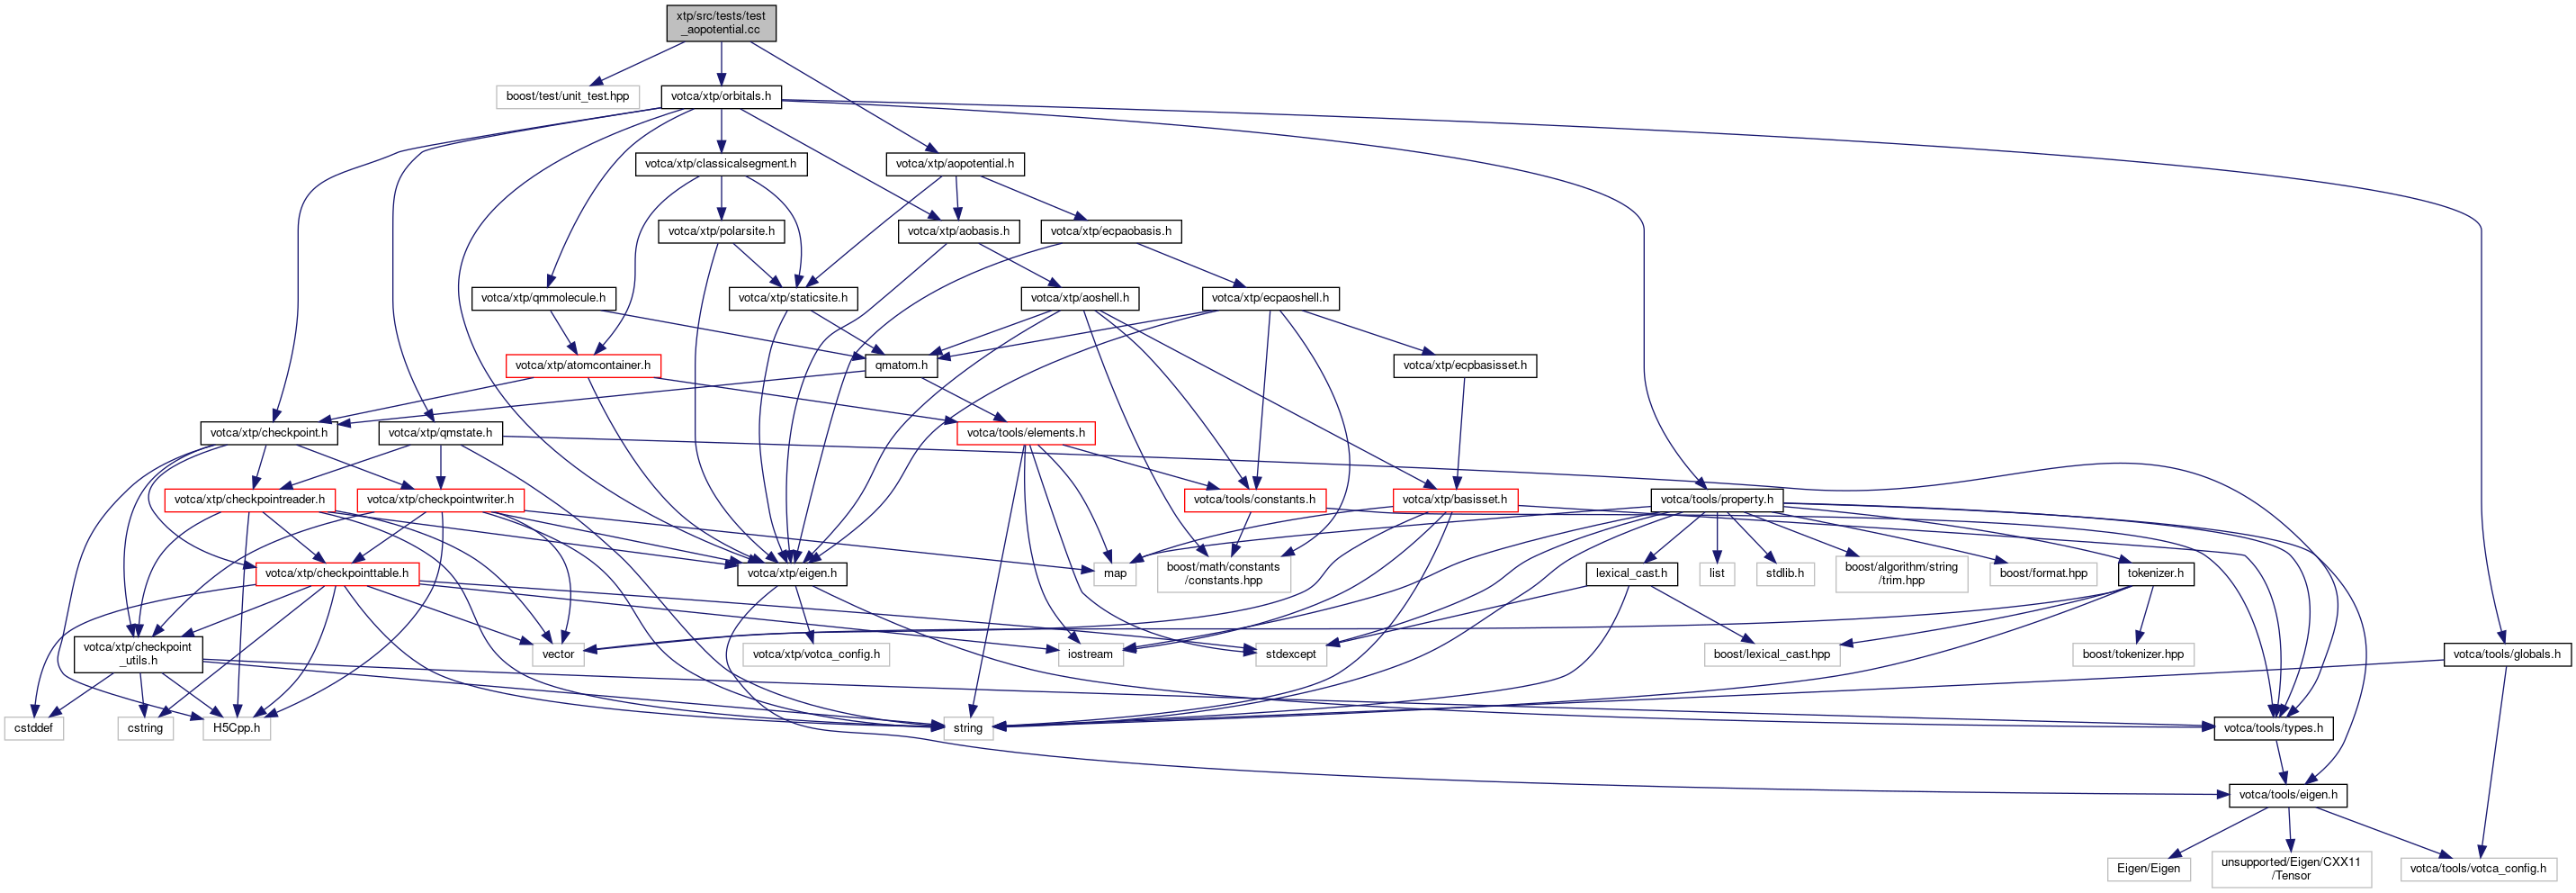 xtp/src/tests/test
_aopotential.cc
boost/test/unit_test.hpp
votca/xtp/orbitals.h
votca/xtp/classicalsegment.h
votca/xtp/aopotential.h
votca/xtp/polarsite.h
votca/xtp/aobasis.h
votca/xtp/ecpaobasis.h
votca/xtp/qmmolecule.h
votca/xtp/staticsite.h
votca/xtp/aoshell.h
votca/xtp/ecpaoshell.h
votca/xtp/atomcontainer.h
qmatom.h
votca/xtp/ecpbasisset.h
votca/xtp/checkpoint.h
votca/xtp/qmstate.h
votca/tools/elements.h
votca/xtp/checkpointreader.h
votca/xtp/checkpointwriter.h
votca/tools/constants.h
votca/xtp/basisset.h
votca/tools/property.h
votca/xtp/checkpointtable.h
votca/xtp/eigen.h
map
boost/math/constants
/constants.hpp
lexical_cast.h
list
stdlib.h
boost/algorithm/string
/trim.hpp
boost/format.hpp
tokenizer.h
votca/xtp/checkpoint
_utils.h
vector
votca/xtp/votca_config.h
iostream
stdexcept
boost/lexical_cast.hpp
boost/tokenizer.hpp
votca/tools/globals.h
cstddef
cstring
H5Cpp.h
string
votca/tools/types.h
votca/tools/eigen.h
Eigen/Eigen
unsupported/Eigen/CXX11
/Tensor
votca/tools/votca_config.h